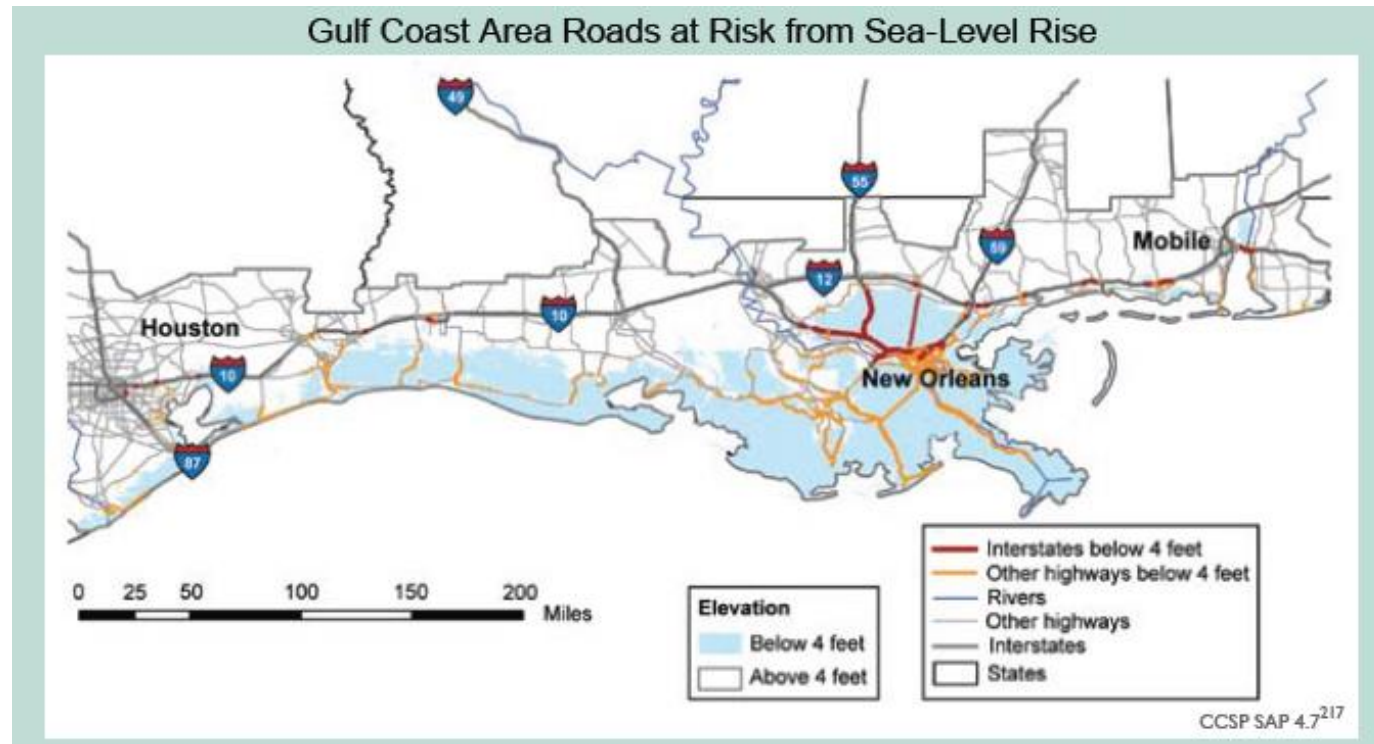 Gulf Coast Area Roads at Risk from Sea-Level Rise
49
55
59
Mobile
12
10
Houston
10
New Orleans
87
0 25 50 100 150 200
Miles
Elevation
Below 4 feet
Above 4 feet
Interstates below 4 feet
Other highways below 4 feet
Rivers
Other highways
Interstates
States
CCSP SAP 4.7217